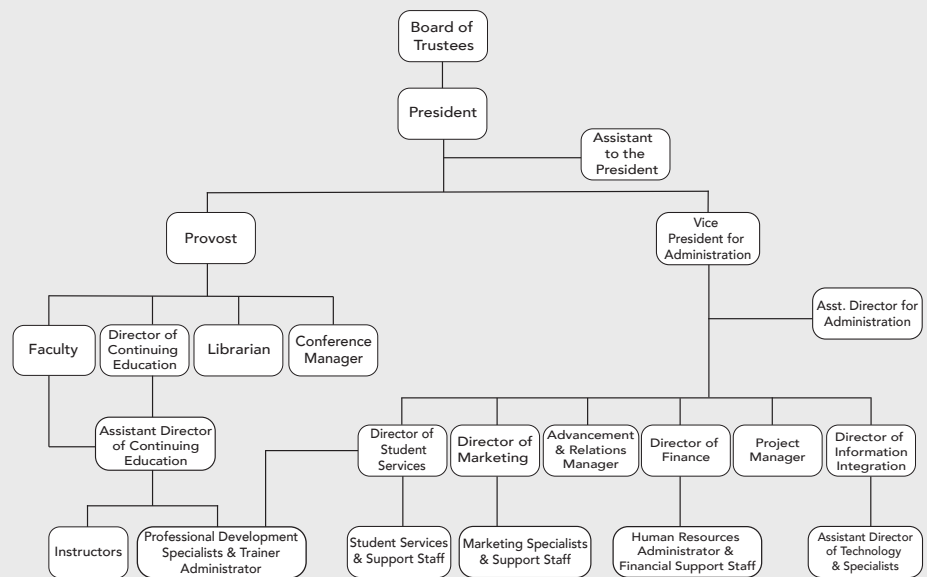 Board of
Trustees
President
Assistant
to the
President
Provost
Vice
President for
Administration
Asst. Director for
Administration
Faculty
Director of
Continuing
Education
Librarian
Conference
Manager
Assistant Director
of Continuing
Education
Director of
Student
Services
Director of
Marketing
Advancement
& Relations
Manager
Director of
Finance
Project
Manager
Director of
Information
Integration
Instructors
Professional Development
Specialists & Trainer
Administrator
Student Services
& Support Staff
Marketing Specialists
& Support Staff
Human Resources
Administrator &
Financial Support Staff
Assistant Director
of Technology
& Specialists